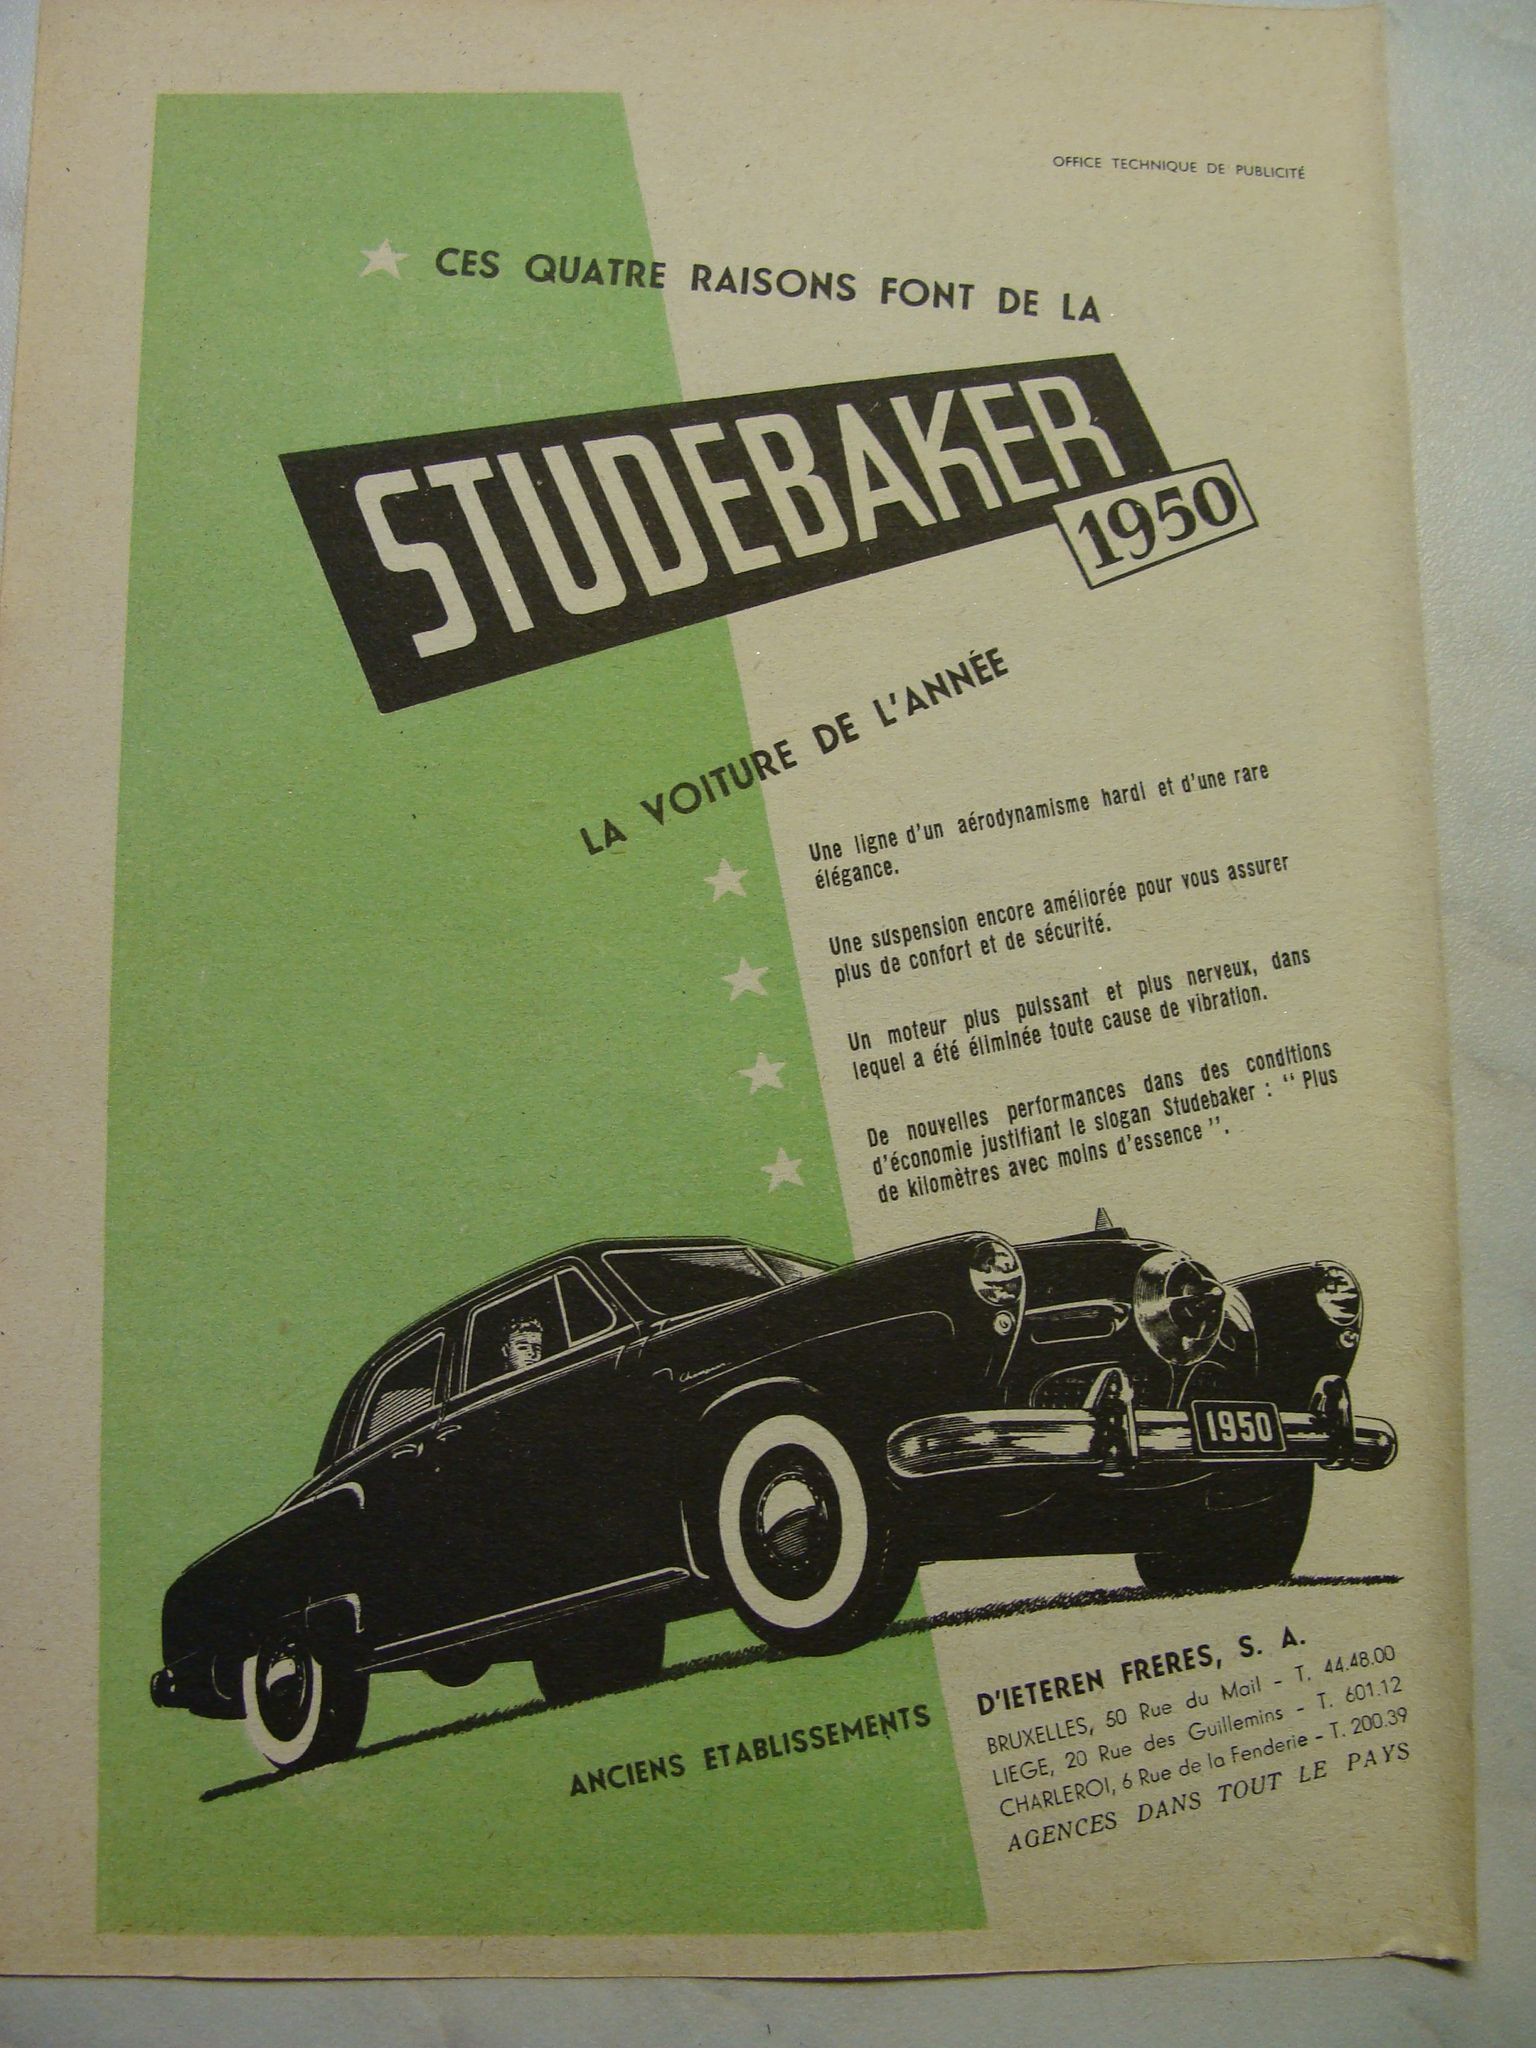 OFFICE TECHNIQUE DE PUBLICITÉ
CES QUATRE RAISONS FONT DE LA
STUDEBAKER
1950
LA VOITURE DE L'ANNÉE
Une ligne d'un aérodynamisme hardi et d'une rare
élégance.
Une suspension encore améliorée pour vous assurer
plus de confort et de sécurité.
Un moteur plus puissant et plus nerveux, dans
lequel a été éliminée toute cause de vibration.
De nouvelles performances dans des conditions
d'économie justifiant le slogan Studebaker : “ Plus
de kilomètres avec moins d'essence ”.
1950
ANCIENS ETABLISSEMENTS
D'IETEREN FRERES, S. A.
BRUXELLES, 50 Rue du Mail - T. 44.48.00
LIEGE, 20 Rue des Guillemins - T. 601.12
CHARLEROI, 6 Rue de la Fenderie - T. 200.39
AGENCES DANS TOUT LE PAYS